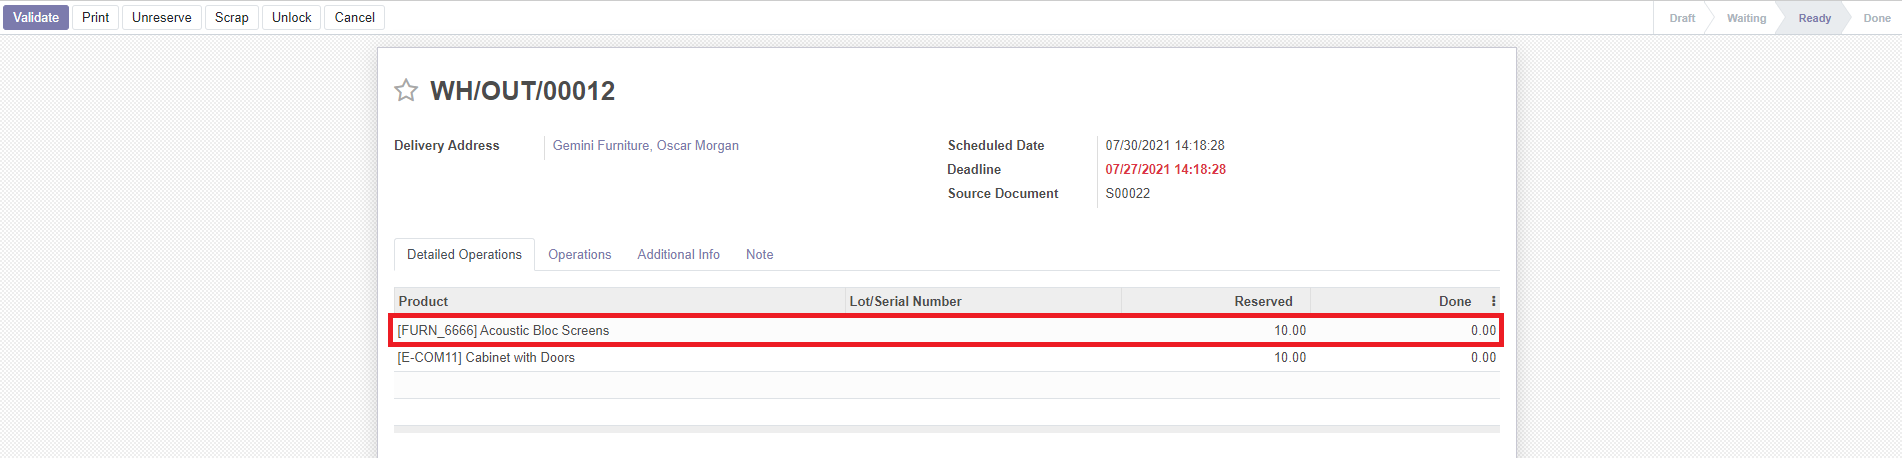 Validate Print Unreserve Scrap Unlock Cancel Draft Waiting Ready Done
WH/OUT/00012
Delivery Address Gemini Furniture, Oscar Morgan Scheduled Date 07/30/2021 14:18:28
Deadline 07/27/2021 14:18:28
Source Document S00022
Detailed Operations Operations Additional Info Note
Product Lot/Serial Number Reserved Done
[FURN_6666] Acoustic Bloc Screens 10.00 0.00
[E-COM11] Cabinet with Doors 10.00 0.00